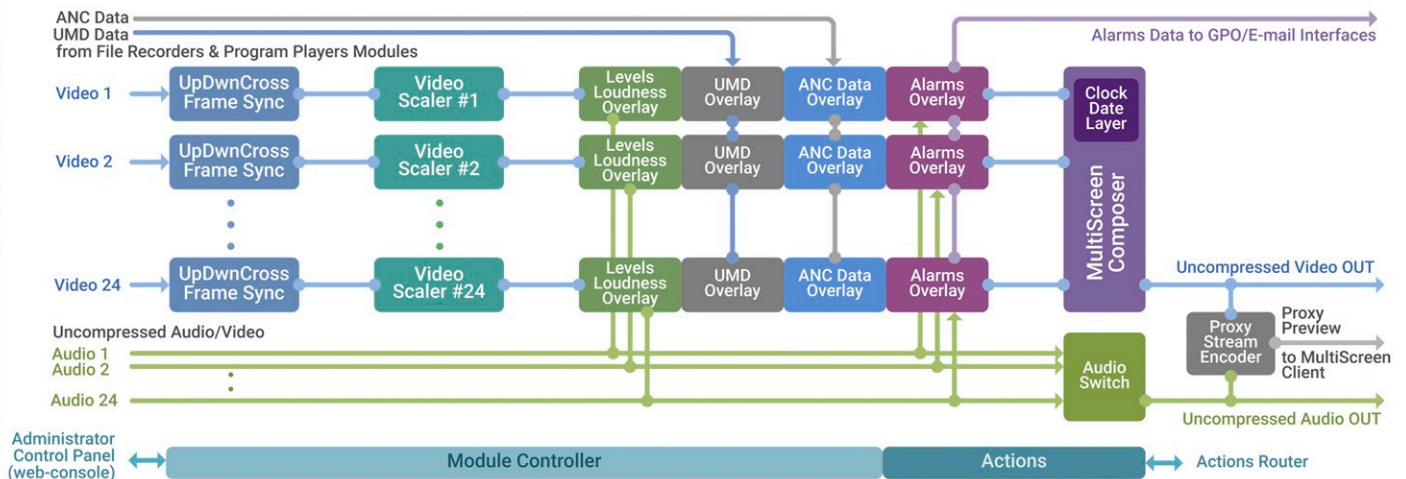 ANC Data
UMD Data
from File Recorders & Program Players Modules
Alarms Data to GPO/E-mail Interfaces
Video 1
UpDwnCross
Frame Sync
Video
Scaler #1
Levels
Loudness
Overlay
UMD
Overlay
ANC Data
Overlay
Alarms
Overlay
Clock
Date
Layer
Video 2
UpDwnCross
Frame Sync
Video
Scaler #2
Levels
Loudness
Overlay
UMD
Overlay
ANC Data
Overlay
Alarms
Overlay
MultiScreen
Composer
Video 24
UpDwnCross
Frame Sync
Video
Scaler #24
Levels
Loudness
Overlay
UMD
Overlay
ANC Data
Overlay
Alarms
Overlay
Uncompressed Video OUT
Uncompressed Audio/Video
Audio 1
Audio 2
Audio 24
Audio
Switch
Proxy
Stream
Encoder
Proxy
Preview
to MultiScreen
Client
Uncompressed Audio OUT
Administrator
Control Panel
(web-console)
Module Controller
Actions
Actions Router